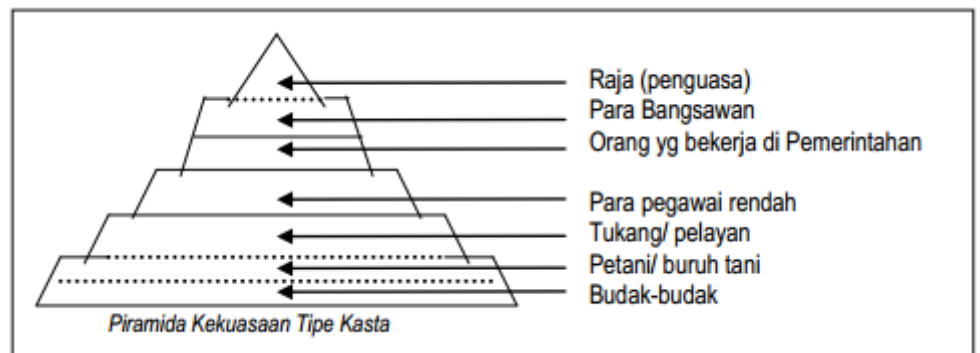 Raja (penguasa)
Para Bangsawan
Orang yg bekerja di Pemerintahan
Para pegawai rendah
Tukang/ pelayan
Petani/ buruh tani
Budak-budak
Piramida Kekuasaan Tipe Kasta